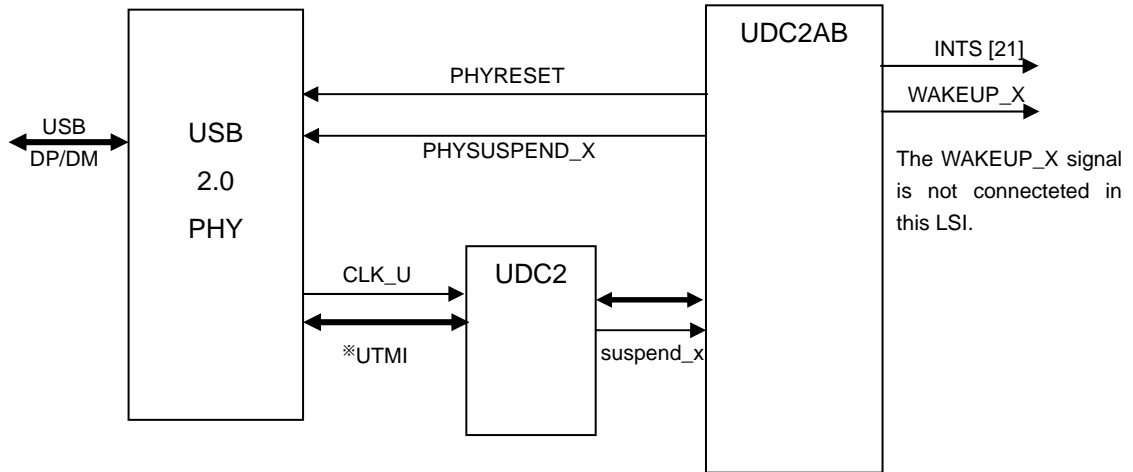 UDC2AB
INTS [21]
PHYRESET
WAKEUP_X
USB
DP/DM
USB
2.0
PHY
PHYSUSPEND_X
The WAKEUP_X signal
is not connecteted in
this LSI.
CLK_U
UDC2
※UTMI
suspend_x